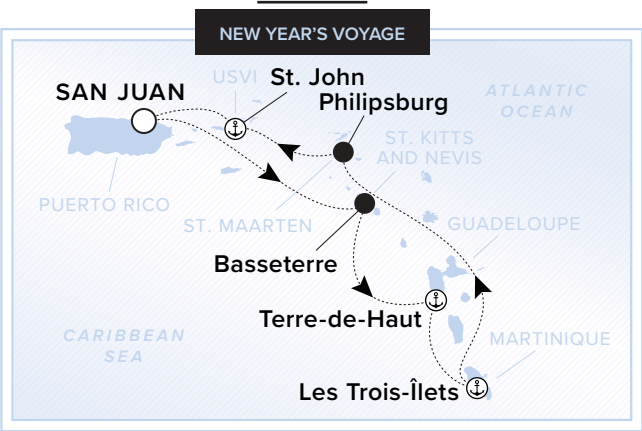 NEW YEAR'S VOYAGE
SAN JUAN
USVI
St. John
Philipsburg
ATLANTIC
OCEAN
ST. KITTS
AND NEVIS
PUERTO RICO
ST. MAARTEN
GUADELOUPE
Basseterre
Terre-de-Haut
CARIBBEAN
SEA
MARTINIQUE
Les Trois-Îlets